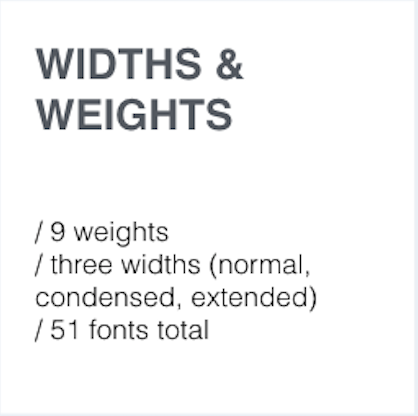 WIDTHS &
WEIGHTS
/ 9 weights
/ three widths (normal,
condensed, extended)
/ 51 fonts total